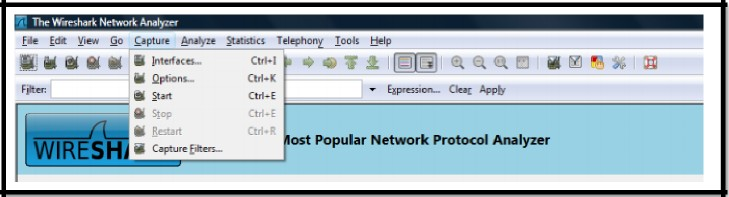 The Wireshark Network Analyzer
File Edit View Go Capture Analyze Statistics Telephony Tools Help
Interfaces... Ctrl+I
Options... Ctrl+K
Start Ctrl+E
Stop Ctrl+E
Restart Ctrl+R
Capture Filters...
Filter: Expression... Clear Apply
WIRESH
Most Popular Network Protocol Analyzer